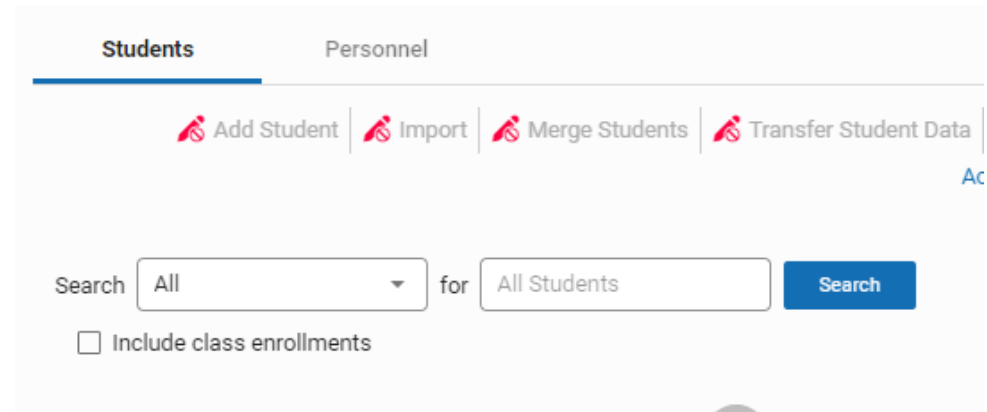 Students Personnel
Add Student Import Merge Students Transfer Student Data
Search All for All Students Search
Include class enrollments